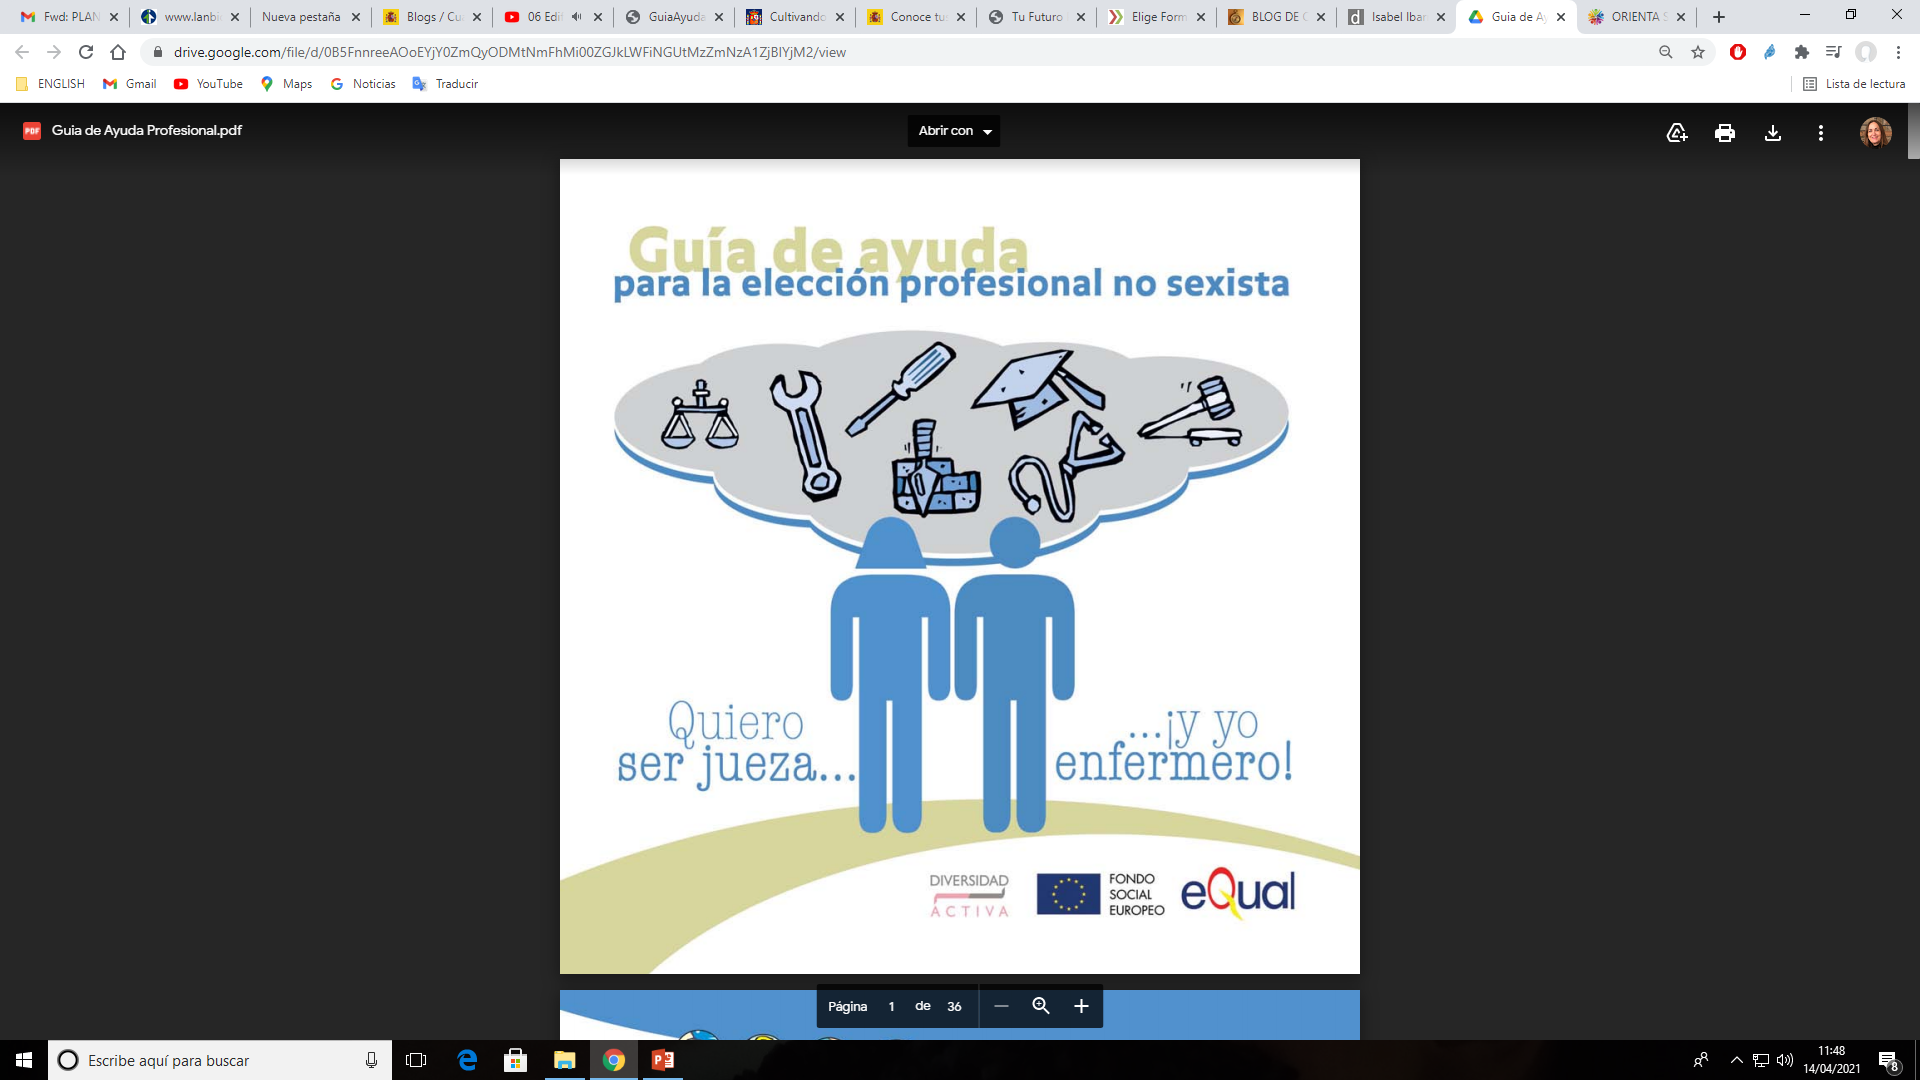 Fwd: PLAN
www.lanbi
Nueva pestaña
Blogs / Cu
06 Edit
GuiaAyuda
Cultivando
Conoce tu
Tu Futuro
Elige Form
BLOG DE
Isabel Ibar
Guia de Ay
ORIENTA
drive.google.com/file/d/0B5FnnreeAOoEYjY0ZmQyODMtNmFhMi00ZGJkLWFiNGUtMzZmNzA1ZjBlYjM2/view
ENGLISH
Gmail
YouTube
Maps
Noticias
Traducir
Lista de lectura
PDF
Guia de Ayuda Profesional.pdf
Abrir con
Guía de ayuda
para la elección profesional no sexista
Quiero
ser jueza...
...¡y yo
enfermero!
DIVERSIDAD
ACTIVA
FONDO
SOCIAL
EUROPEO
eQual
Página 1 de 36
Escribe aquí para buscar
11:48
14/04/2021
8